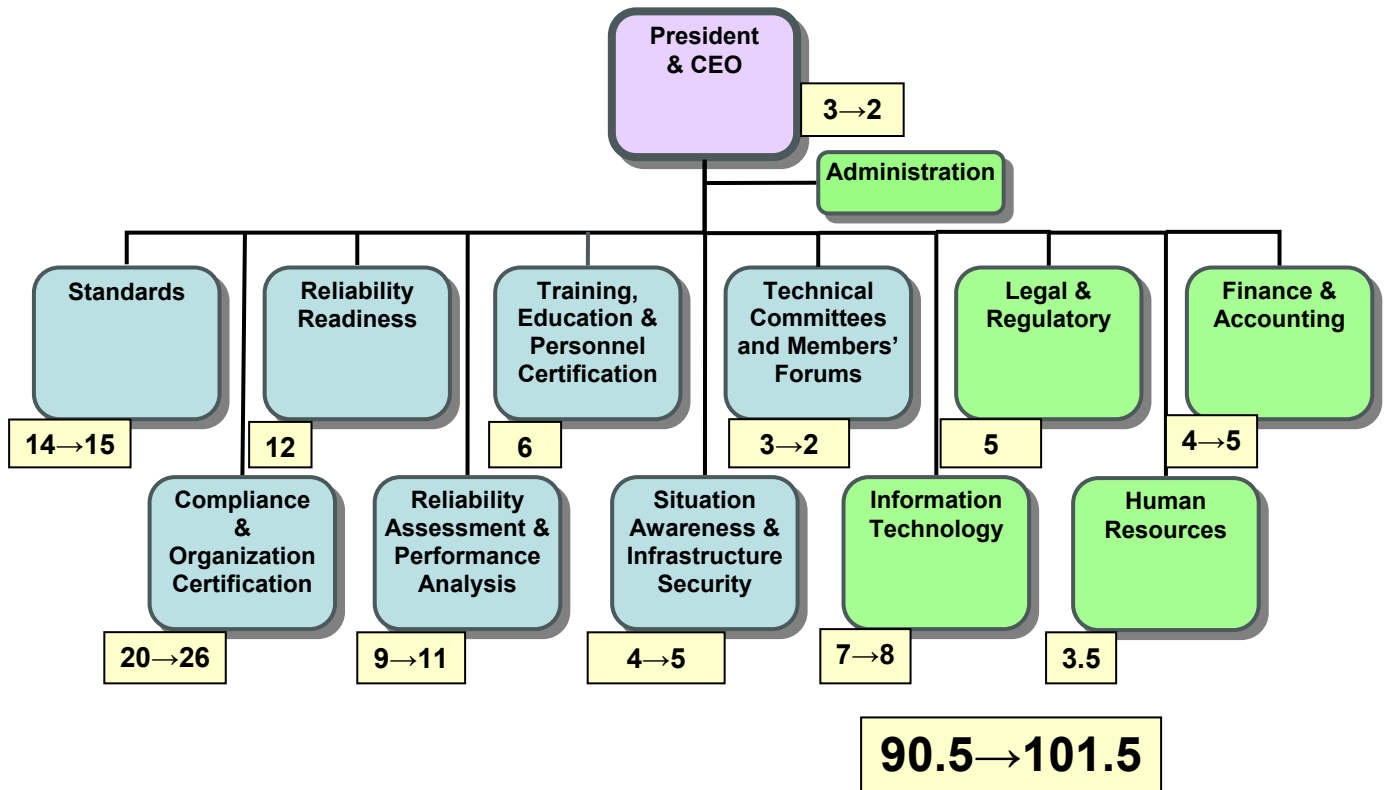 President
& CEO
3→2
Administration
Standards
14→15
Reliability
Readiness
12
Training,
Education &
Personnel
Certification
6
Technical
Committees
and Members’
Forums
3→2
Legal &
Regulatory
5
Finance &
Accounting
4→5
Compliance
&
Organization
Certification
20→26
Reliability
Assessment &
Performance
Analysis
9→11
Situation
Awareness &
Infrastructure
Security
4→5
Information
Technology
7→8
Human
Resources
3.5
90.5→101.5